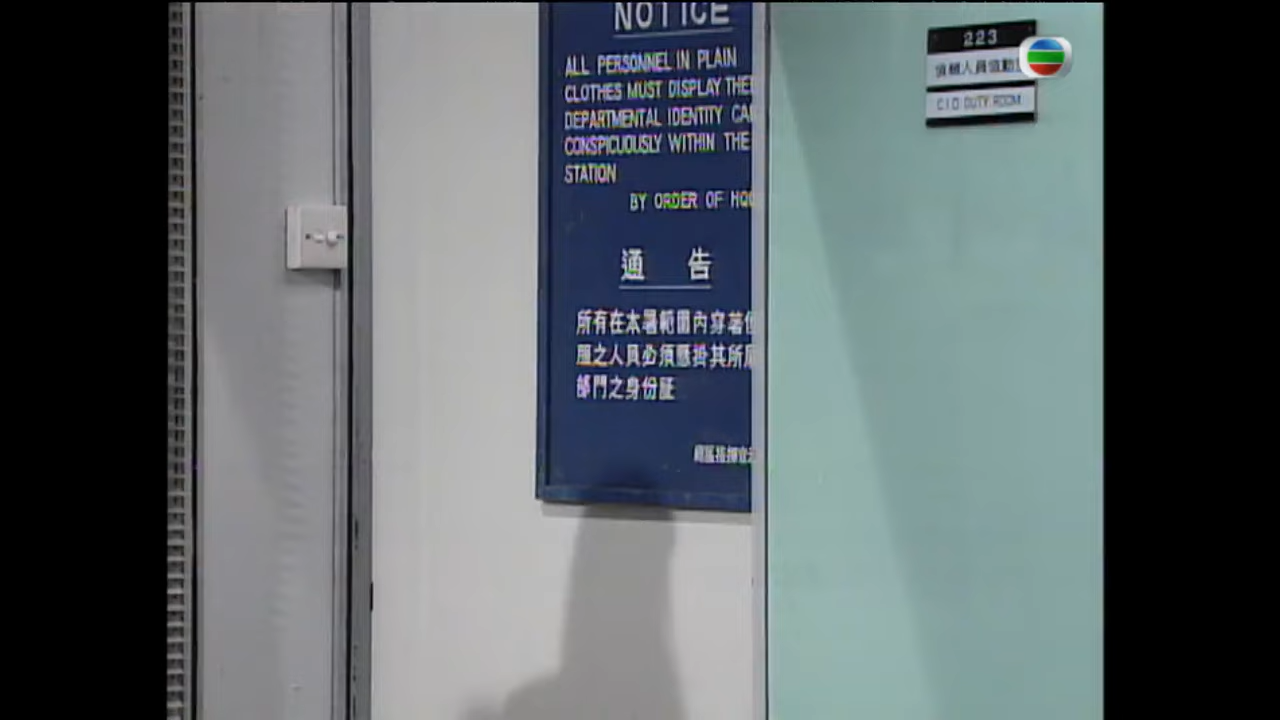 NOTICE
ALL PERSONNEL IN PLAIN
CLOTHES MUST DISPLAY THE
DEPARTMENTAL IDENTITY CA
CONSPICUOUSLY WITHIN THE
STATION
BY ORDER OF
通 告
所有在本署範圍內穿著
服之人員必須懸掛其所
部門之身份証
223
人員
CID DUTY ROOM